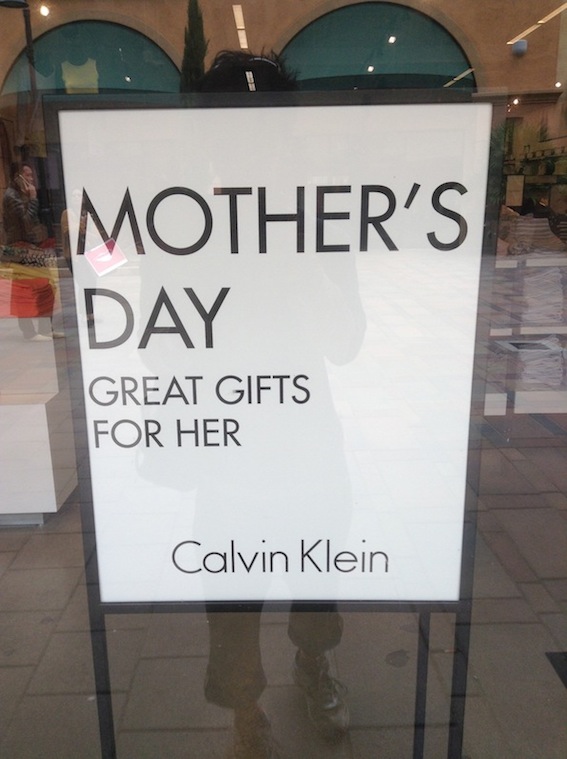 MOTHER'S
DAY
GREAT GIFTS
FOR HER
Calvin Klein